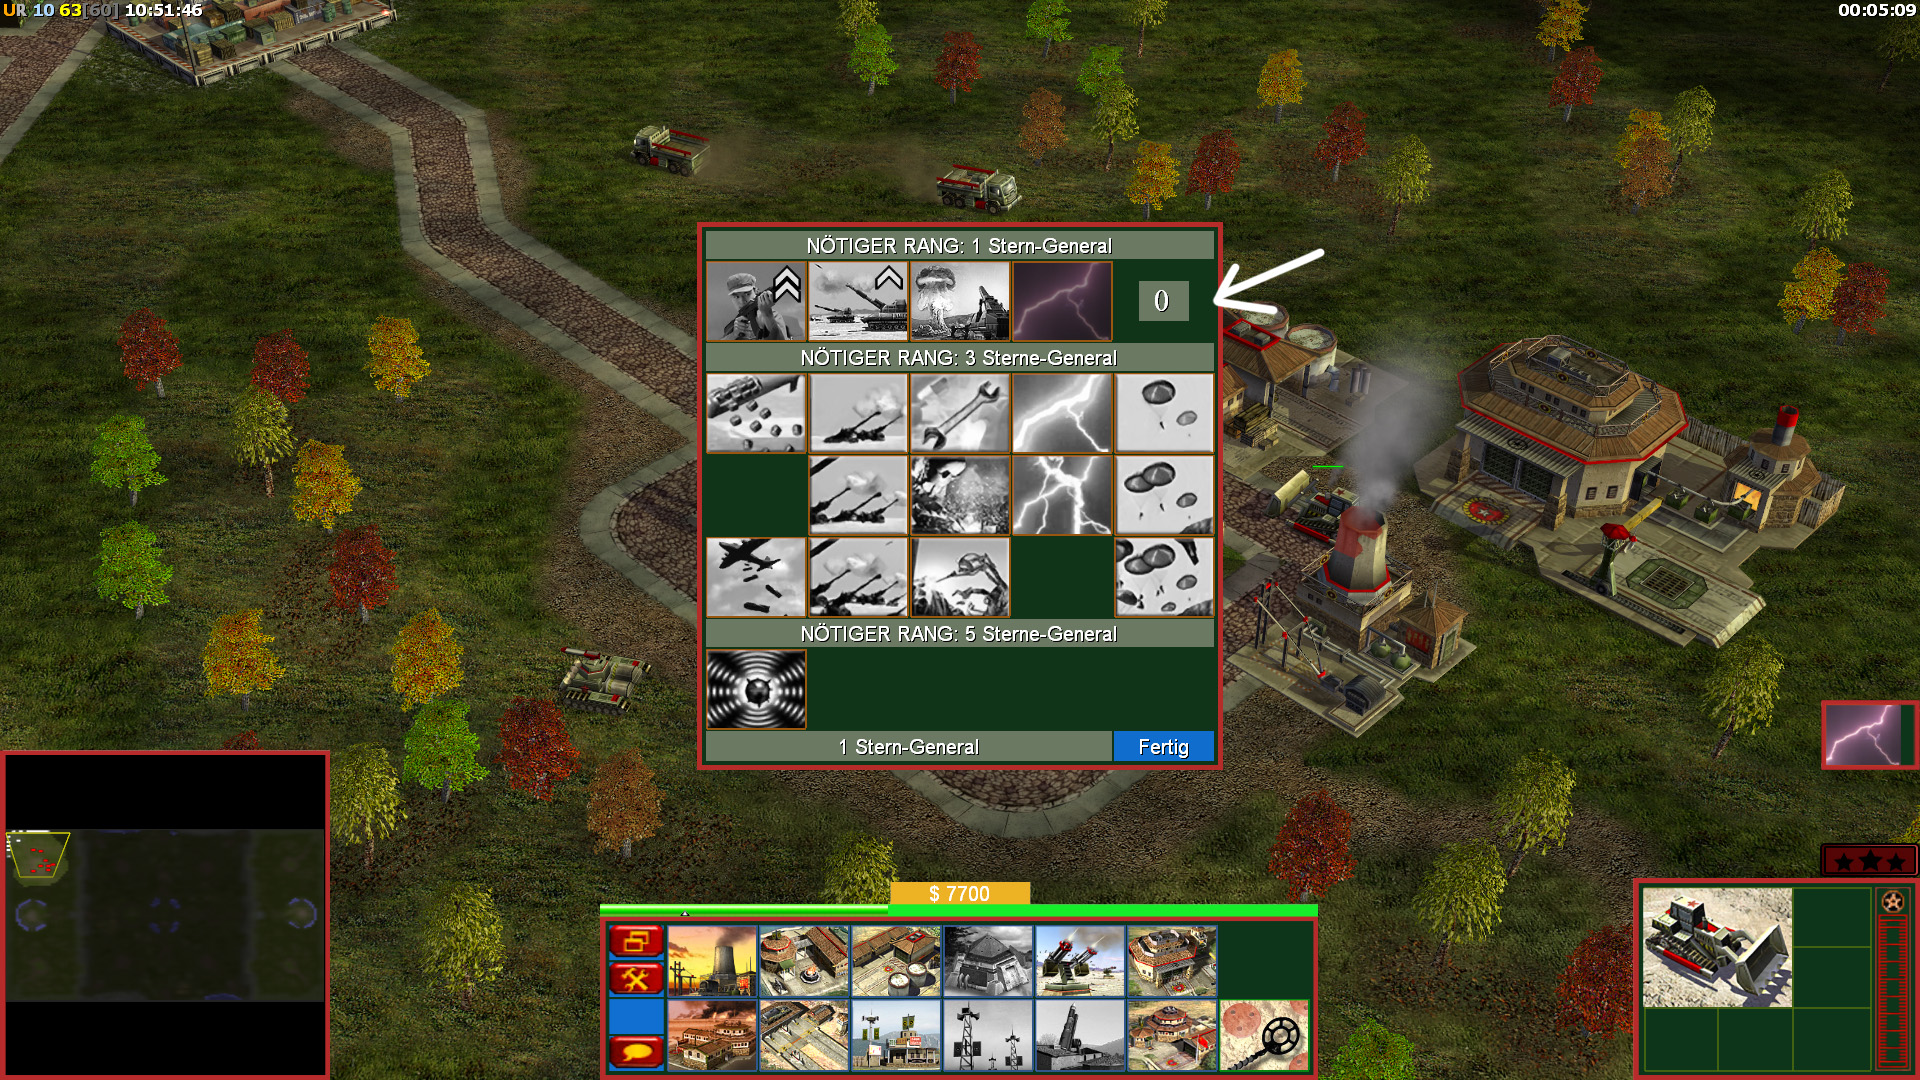 UR 10 63[60] 10:51:46
00:05:09
NÖTIGER RANG: 1 Stern-General
0
NÖTIGER RANG: 3 Sterne-General
NÖTIGER RANG: 5 Sterne-General
1 Stern-General
Fertig
$ 7700